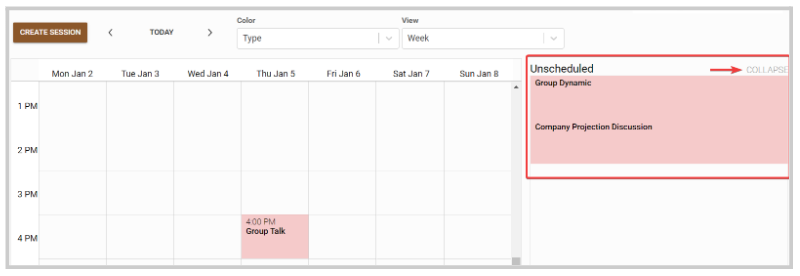 Color
View
CREATE SESSION
TODAY
Type
Week
Mon Jan 2
Tue Jan 3
Wed Jan 4
Thu Jan 5
Fri Jan 6
Sat Jan 7
Sun Jan 8
1 PM
2 PM
3 PM
4 PM
4:00 PM
Group Talk
Unscheduled
COLLAPSE
Group Dynamic
Company Projection Discussion